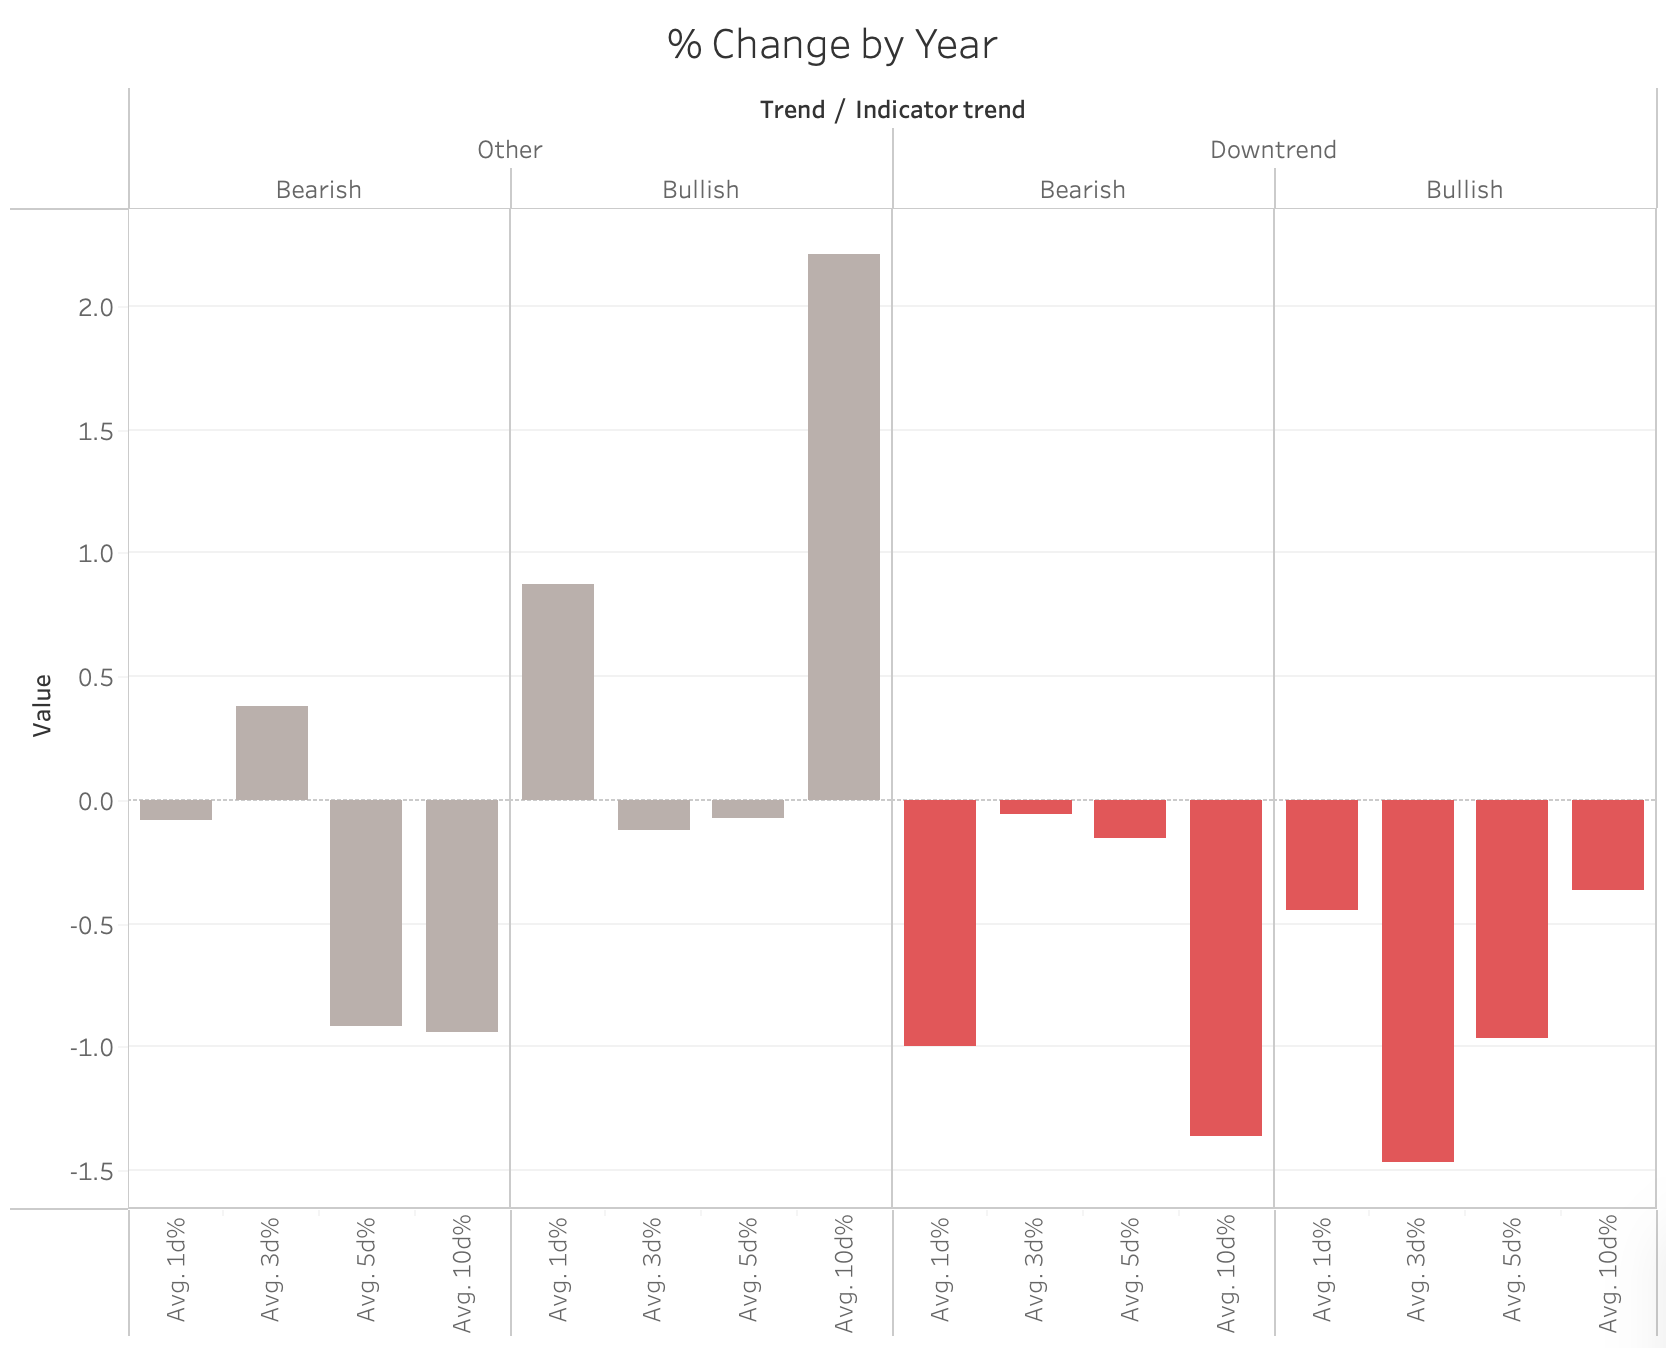 % Change by Year
Trend / Indicator trend
Other
Downtrend
Bearish
Bullish
Bearish
Bullish
Value
2.0
1.5
1.0
0.5
0.0
-0.5
-1.0
-1.5
Avg. 1d%
Avg. 3d%
Avg. 5d%
Avg. 10d%
Avg. 1d%
Avg. 3d%
Avg. 5d%
Avg. 10d%
Avg. 1d%
Avg. 3d%
Avg. 5d%
Avg. 10d%
Avg. 1d%
Avg. 3d%
Avg. 5d%
Avg. 10d%